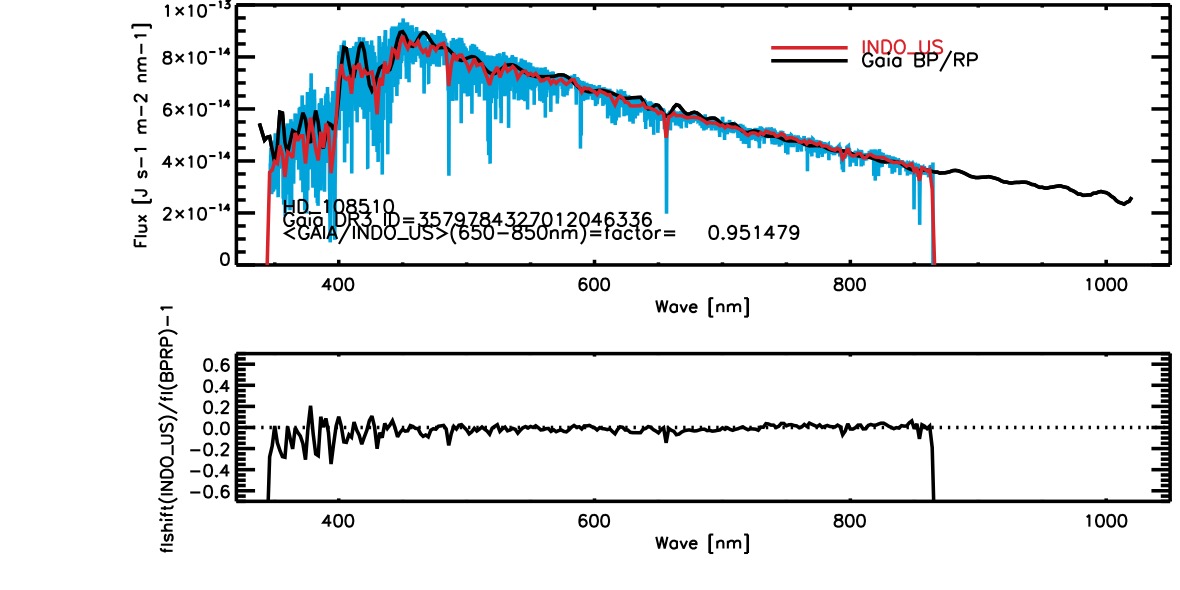 1×10−13
8×10−14
6×10−14
4×10−14
2×10−14
0
Flux [J s−1 m−2 nm−1]
INDO_US
Gaia BP/RP
HD_108510
Gaia DR3 ID=3579784327012046336
<GAIA/INDO_US>(650−850nm)=factor= 0.951479
400 600 800 1000
Wave [nm]
0.6
0.4
0.2
0.0
−0.2
−0.4
−0.6
flshift(INDO_US)/fl(BPRP)−1
400 600 800 1000
Wave [nm]